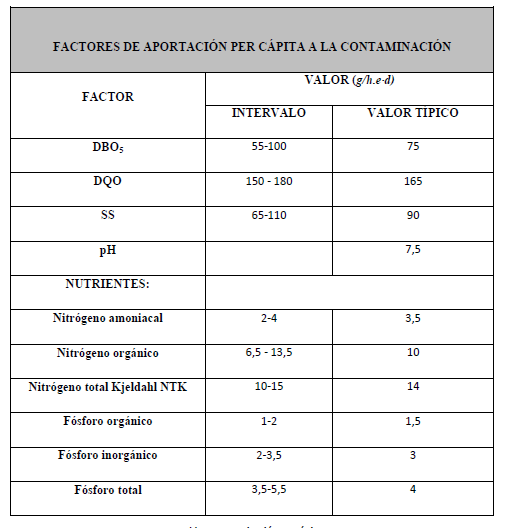 FACTORES DE APORTACIÓN PER CÁPITA A LA CONTAMINACIÓN
FACTOR
VALOR (g/h.e·d)
INTERVALO VALOR TÍPICO
DBO5 55-100 75
DQO 150 - 180 165
SS 65-110 90
pH 7,5
NUTRIENTES:
Nitrógeno amoniacal 2-4 3,5
Nitrógeno orgánico 6,5 - 13,5 10
Nitrógeno total Kjeldahl NTK 10-15 14
Fósforo orgánico 1-2 1,5
Fósforo inorgánico 2-3,5 3
Fósforo total 3,5-5,5 4